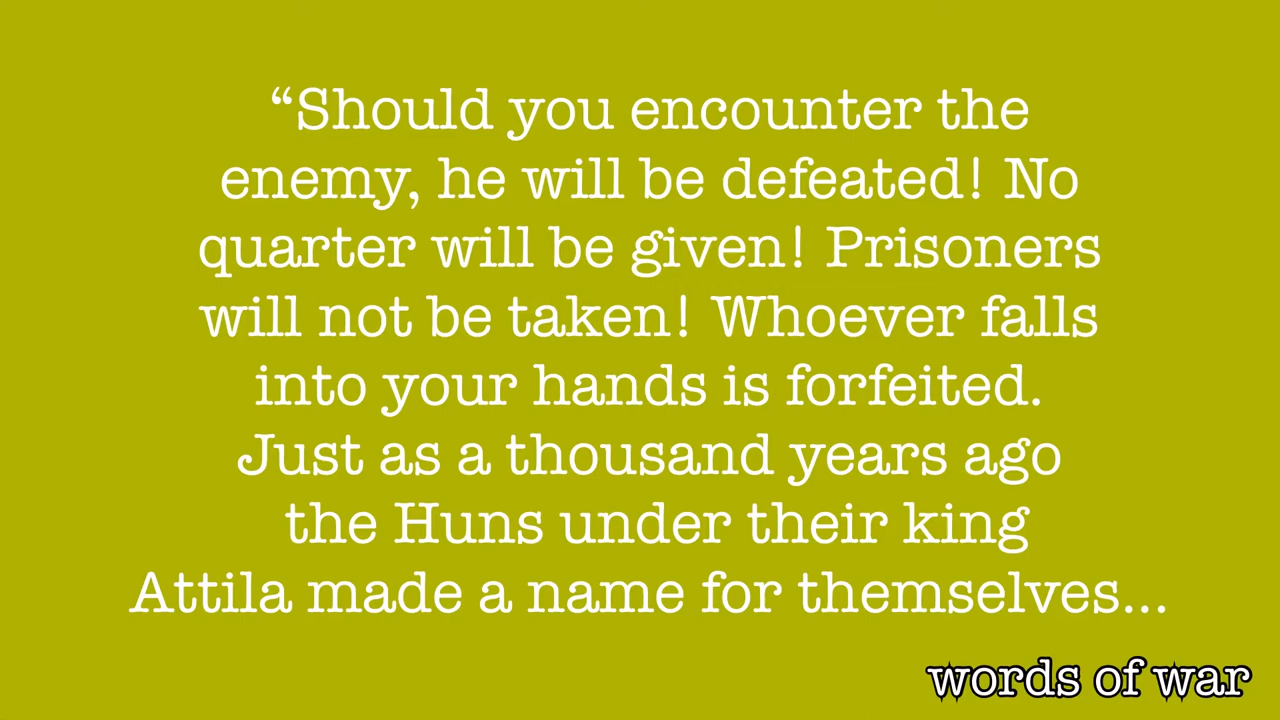 “Should you encounter the
enemy, he will be defeated! No
quarter will be given! Prisoners
will not be taken! Whoever falls
into your hands is forfeited.
Just as a thousand years ago
the Huns under their king
Attila made a name for themselves...
words of war